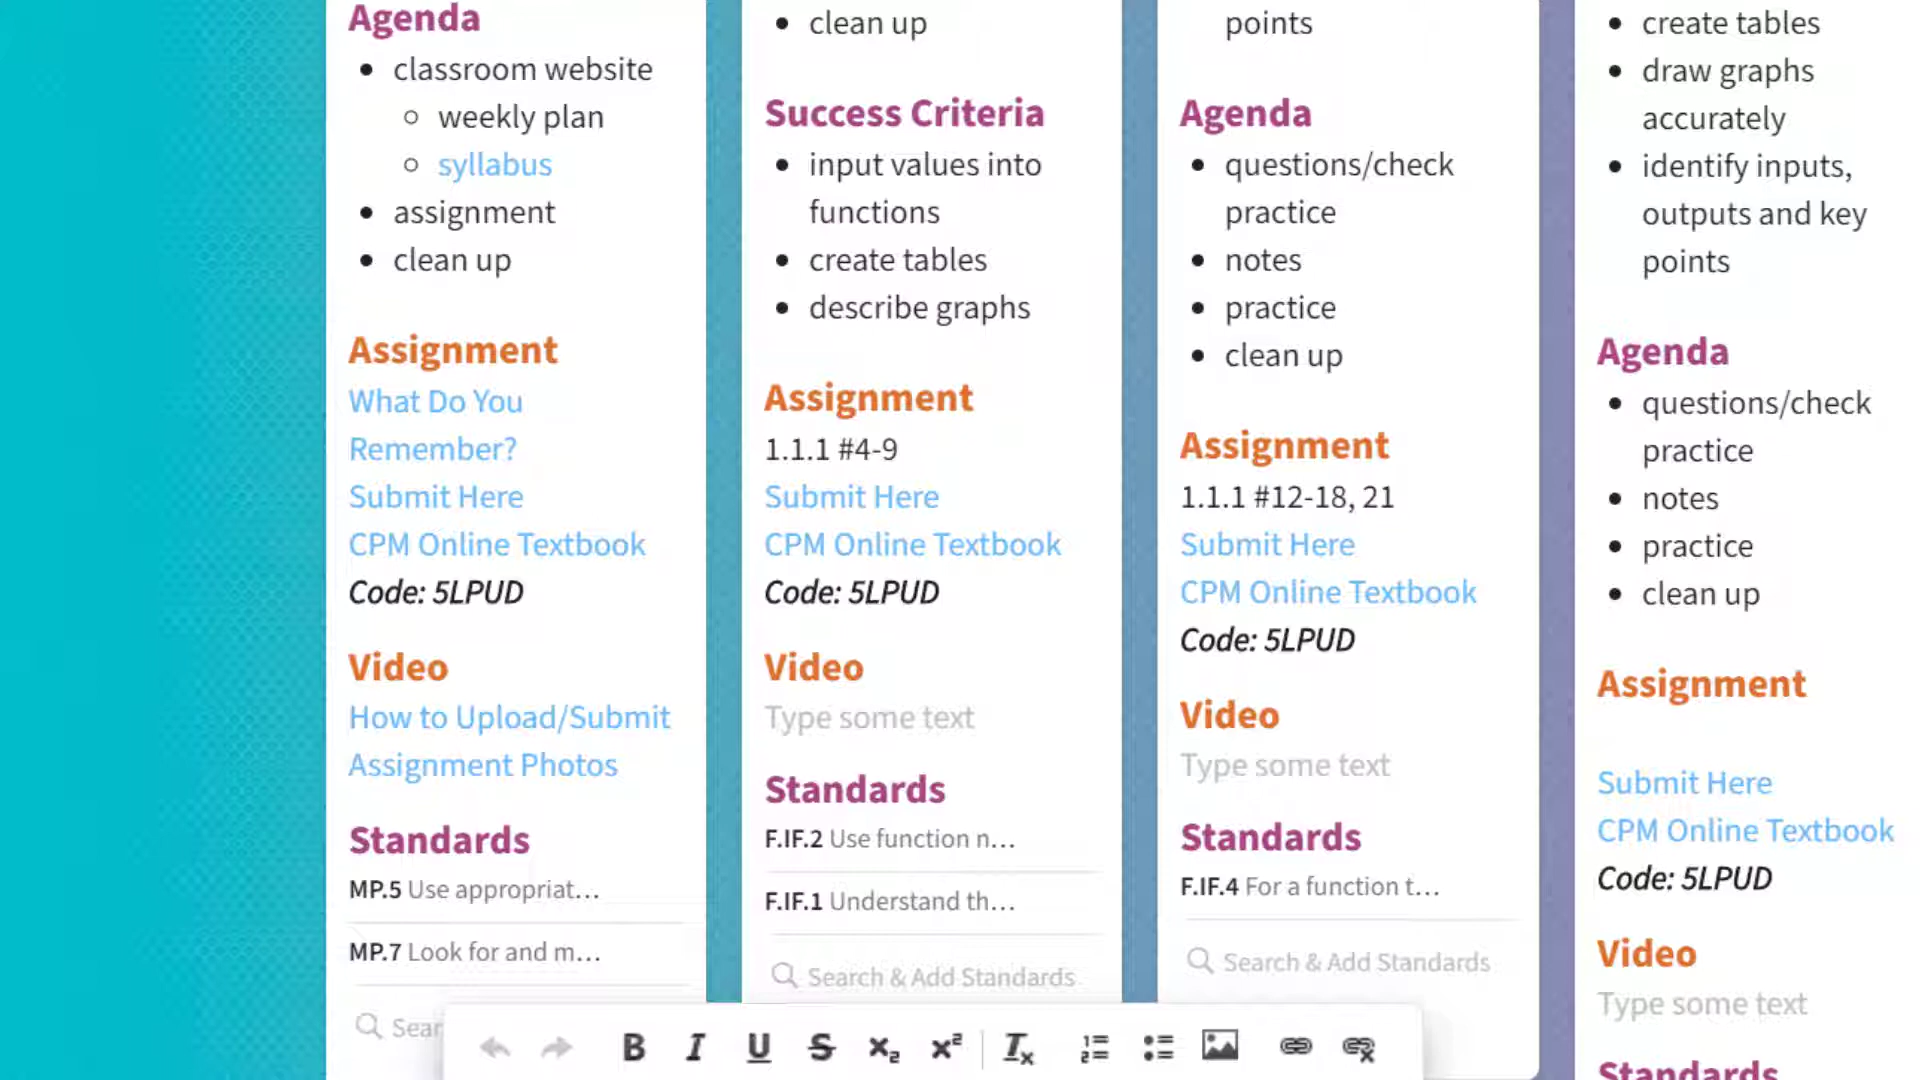 Agenda
classroom website
weekly plan
syllabus
assignment
clean up
Assignment
What Do You
Remember?
Submit Here
CPM Online Textbook
Code: 5LPUD
Video
How to Upload/Submit
Assignment Photos
Standards
MP.5 Use appropriat...
MP.7 Look for and m...
Sear
clean up
Success Criteria
input values into
functions
create tables
describe graphs
Assignment
1.1.1 #4-9
Submit Here
CPM Online Textbook
Code: 5LPUD
Video
Type some text
Standards
F.IF.2 Use function n...
F.IF.1 Understand th...
Search & Add Standards
points
Agenda
questions/check
practice
notes
practice
clean up
Assignment
1.1.1 #12-18, 21
Submit Here
CPM Online Textbook
Code: 5LPUD
Video
Type some text
Standards
F.IF.4 For a function t...
Search & Add Standards
create tables
draw graphs
accurately
identify inputs,
outputs and key
points
Agenda
questions/check
practice
notes
practice
clean up
Assignment
Submit Here
CPM Online Textbook
Code: 5LPUD
Video
Type some text
Standards